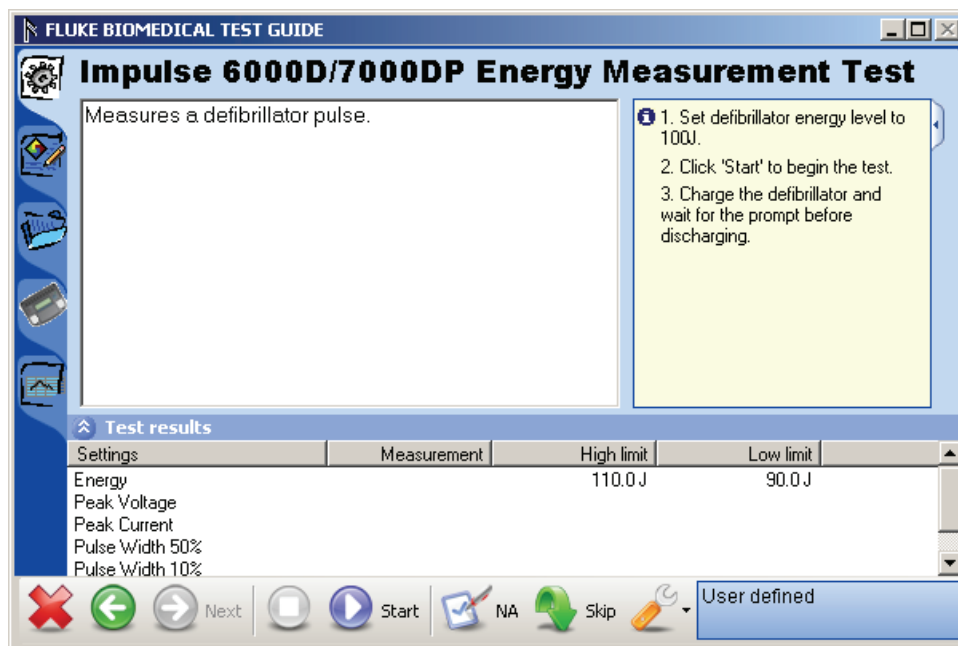 FLUKE BIOMEDICAL TEST GUIDE
Impulse 6000D/7000DP Energy Measurement Test
Measures a defibrillator pulse.
1. Set defibrillator energy level to
100J.
2. Click 'Start' to begin the test.
3. Charge the defibrillator and
wait for the prompt before
discharging.
Test results
Settings Measurement High limit Low limit
Energy 110.0 J 90.0 J
Peak Voltage
Peak Current
Pulse Width 50%
Pulse Width 10%
Next Start NA Skip User defined